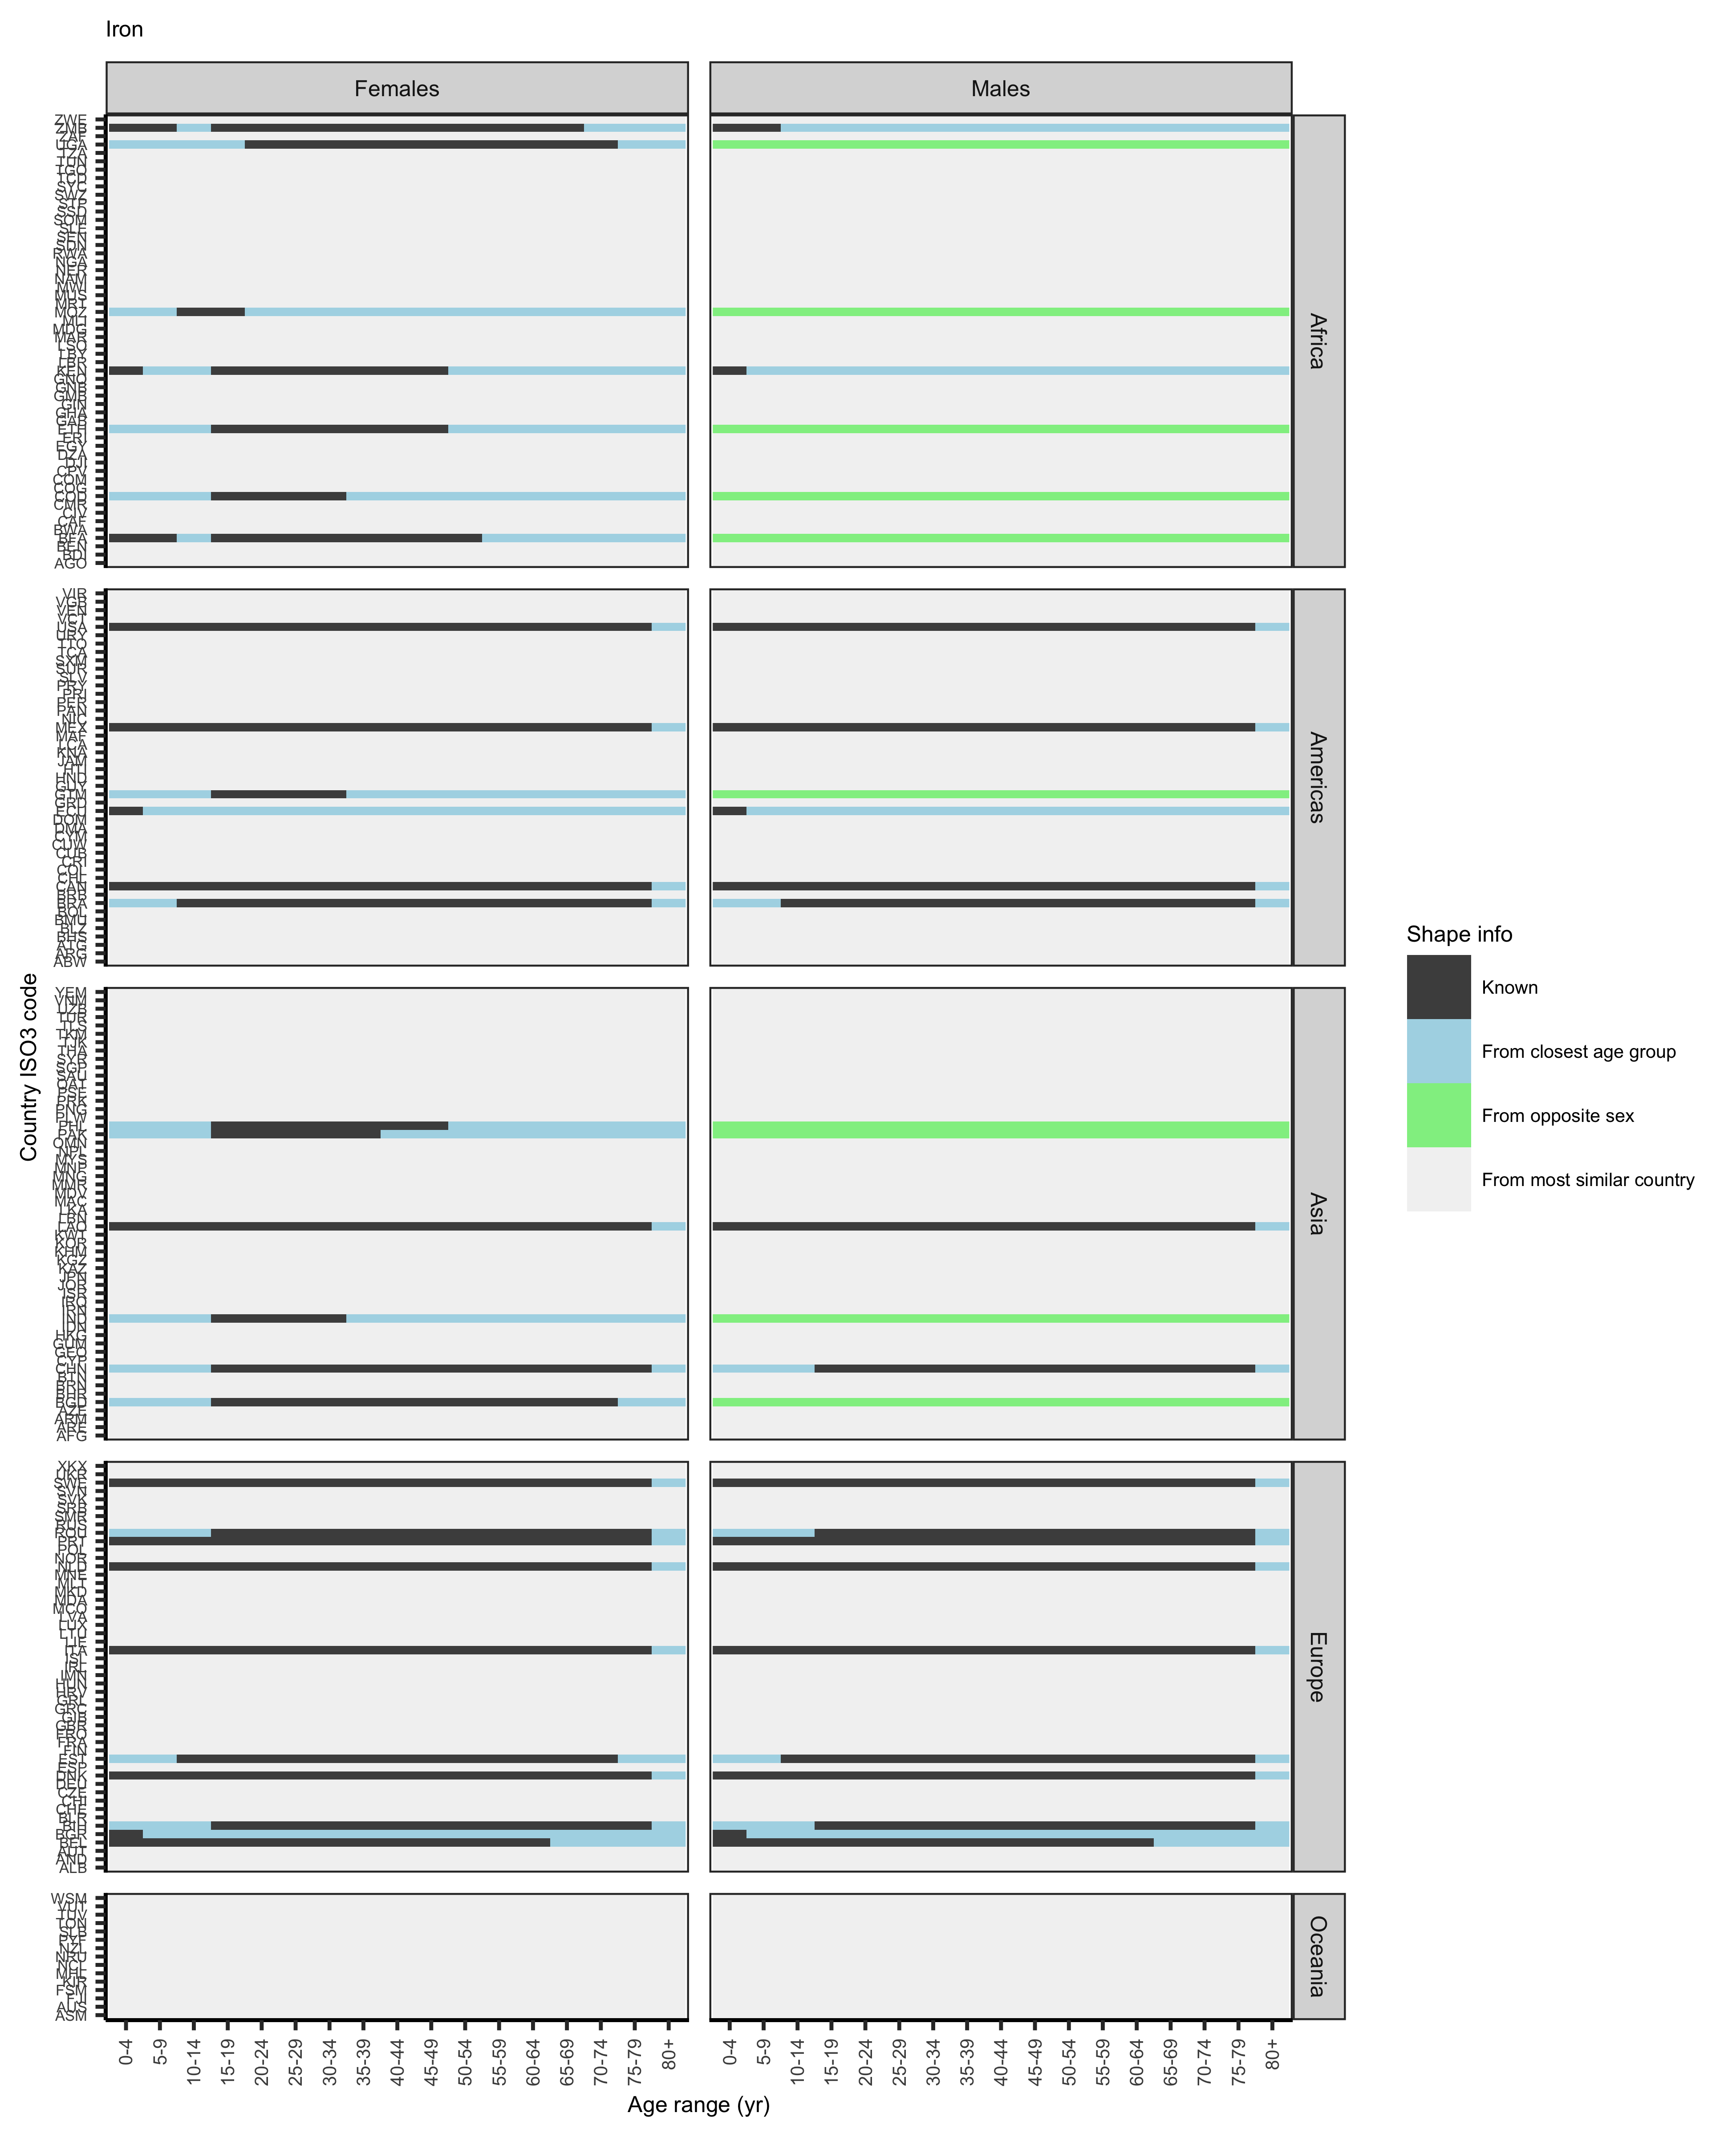 Iron
Females
Males
ZWE
ZMB
ZAF
UGA
TZA
TUN
TGO
TCD
SYC
SWZ
STP
SSD
SOM
SLE
SEN
SDN
RWA
NGA
NER
NAM
MWI
MUS
MRT
MOZ
MLI
MDG
MAR
LSO
LBY
LBR
KEN
GNQ
GNB
GMB
GIN
GHA
GAB
ETH
ERI
EGY
DZA
DJI
CPV
COM
COG
COD
CMR
CIV
CAF
BWA
BFA
BEN
BDI
AGO
Africa
VIR
VGB
VEN
VCT
USA
URY
TTO
TCA
SXM
SUR
SLV
PRY
PRI
PER
PAN
NIC
MEX
MAF
LCA
KNA
JAM
HTI
HND
GUY
GTM
GRD
ECU
DOM
DMA
CYM
CUW
CUB
CRI
COL
CHL
CAN
BRB
BRA
BOL
BMU
BLZ
BHS
ATG
ARG
ABW
Americas
YEM
VNM
UZB
TUR
TLS
TKM
TJK
THA
SYR
SGP
SAU
QAT
PSE
PRK
PNG
PLW
PHL
PAK
OMN
NPL
MYS
MNP
MNG
MMR
MDV
MAC
LKA
LBN
LAO
KWT
KOR
KHM
KGZ
KAZ
JPN
JOR
ISR
IRQ
IRN
IND
IDN
HKG
GUM
GEO
CYP
CHN
BTN
BRN
BHR
BGD
AZE
ARM
ARE
AFG
Asia
XKX
UKR
SWE
SVN
SVK
SRB
SMR
RUS
ROU
PRT
POL
NOR
NLD
MNE
MLT
MKD
MDA
MCO
LVA
LUX
LTU
LIE
ITA
ISL
IRL
IMN
HUN
HRV
GRL
GRC
GIB
GBR
FRO
FRA
FIN
EST
ESP
DNK
DEU
CZE
CHI
CHE
BLR
BIH
BGR
BEL
AUT
AND
ALB
Europe
WSM
VUT
TUV
TON
SLB
PYF
NZL
NRU
NCL
MHL
KIR
FSM
FJI
AUS
ASM
Oceania
0-4 5-9 10-14 15-19 20-24 25-29 30-34 35-39 40-44 45-49 50-54 55-59 60-64 65-69 70-74 75-79 80+
0-4 5-9 10-14 15-19 20-24 25-29 30-34 35-39 40-44 45-49 50-54 55-59 60-64 65-69 70-74 75-79 80+
Age range (yr)
Country ISO3 code
Shape info
Known
From closest age group
From opposite sex
From most similar country